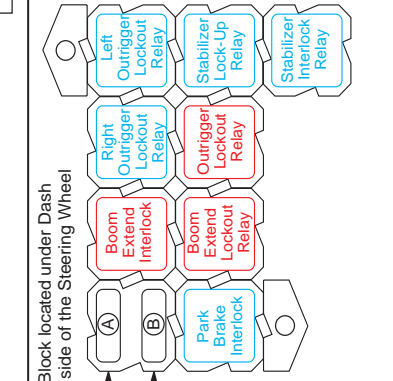 Block located under Dash
side of the Steering Wheel
Left
Outrigger
Lockout
Relay
Stabilizer
Lock-Up
Relay
Stabilizer
Interlock
Relay
Right
Outrigger
Lockout
Relay
Outrigger
Lockout
Relay
Boom
Extend
Interlock
Boom
Extend
Lockout
Relay
A
B
Park
Brake
Interlock